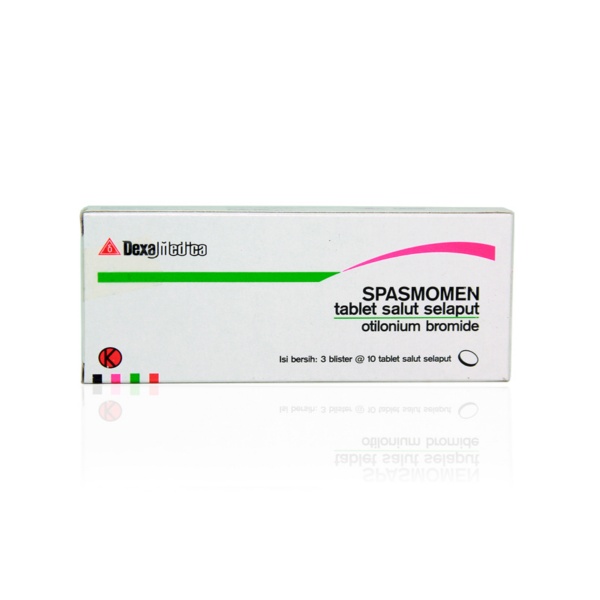 Dexa Medica
SPASMOMEN
tablet salut selaput
otilonium bromide
K
Isi bersih: 3 blister @ 10 tablet salut selaput